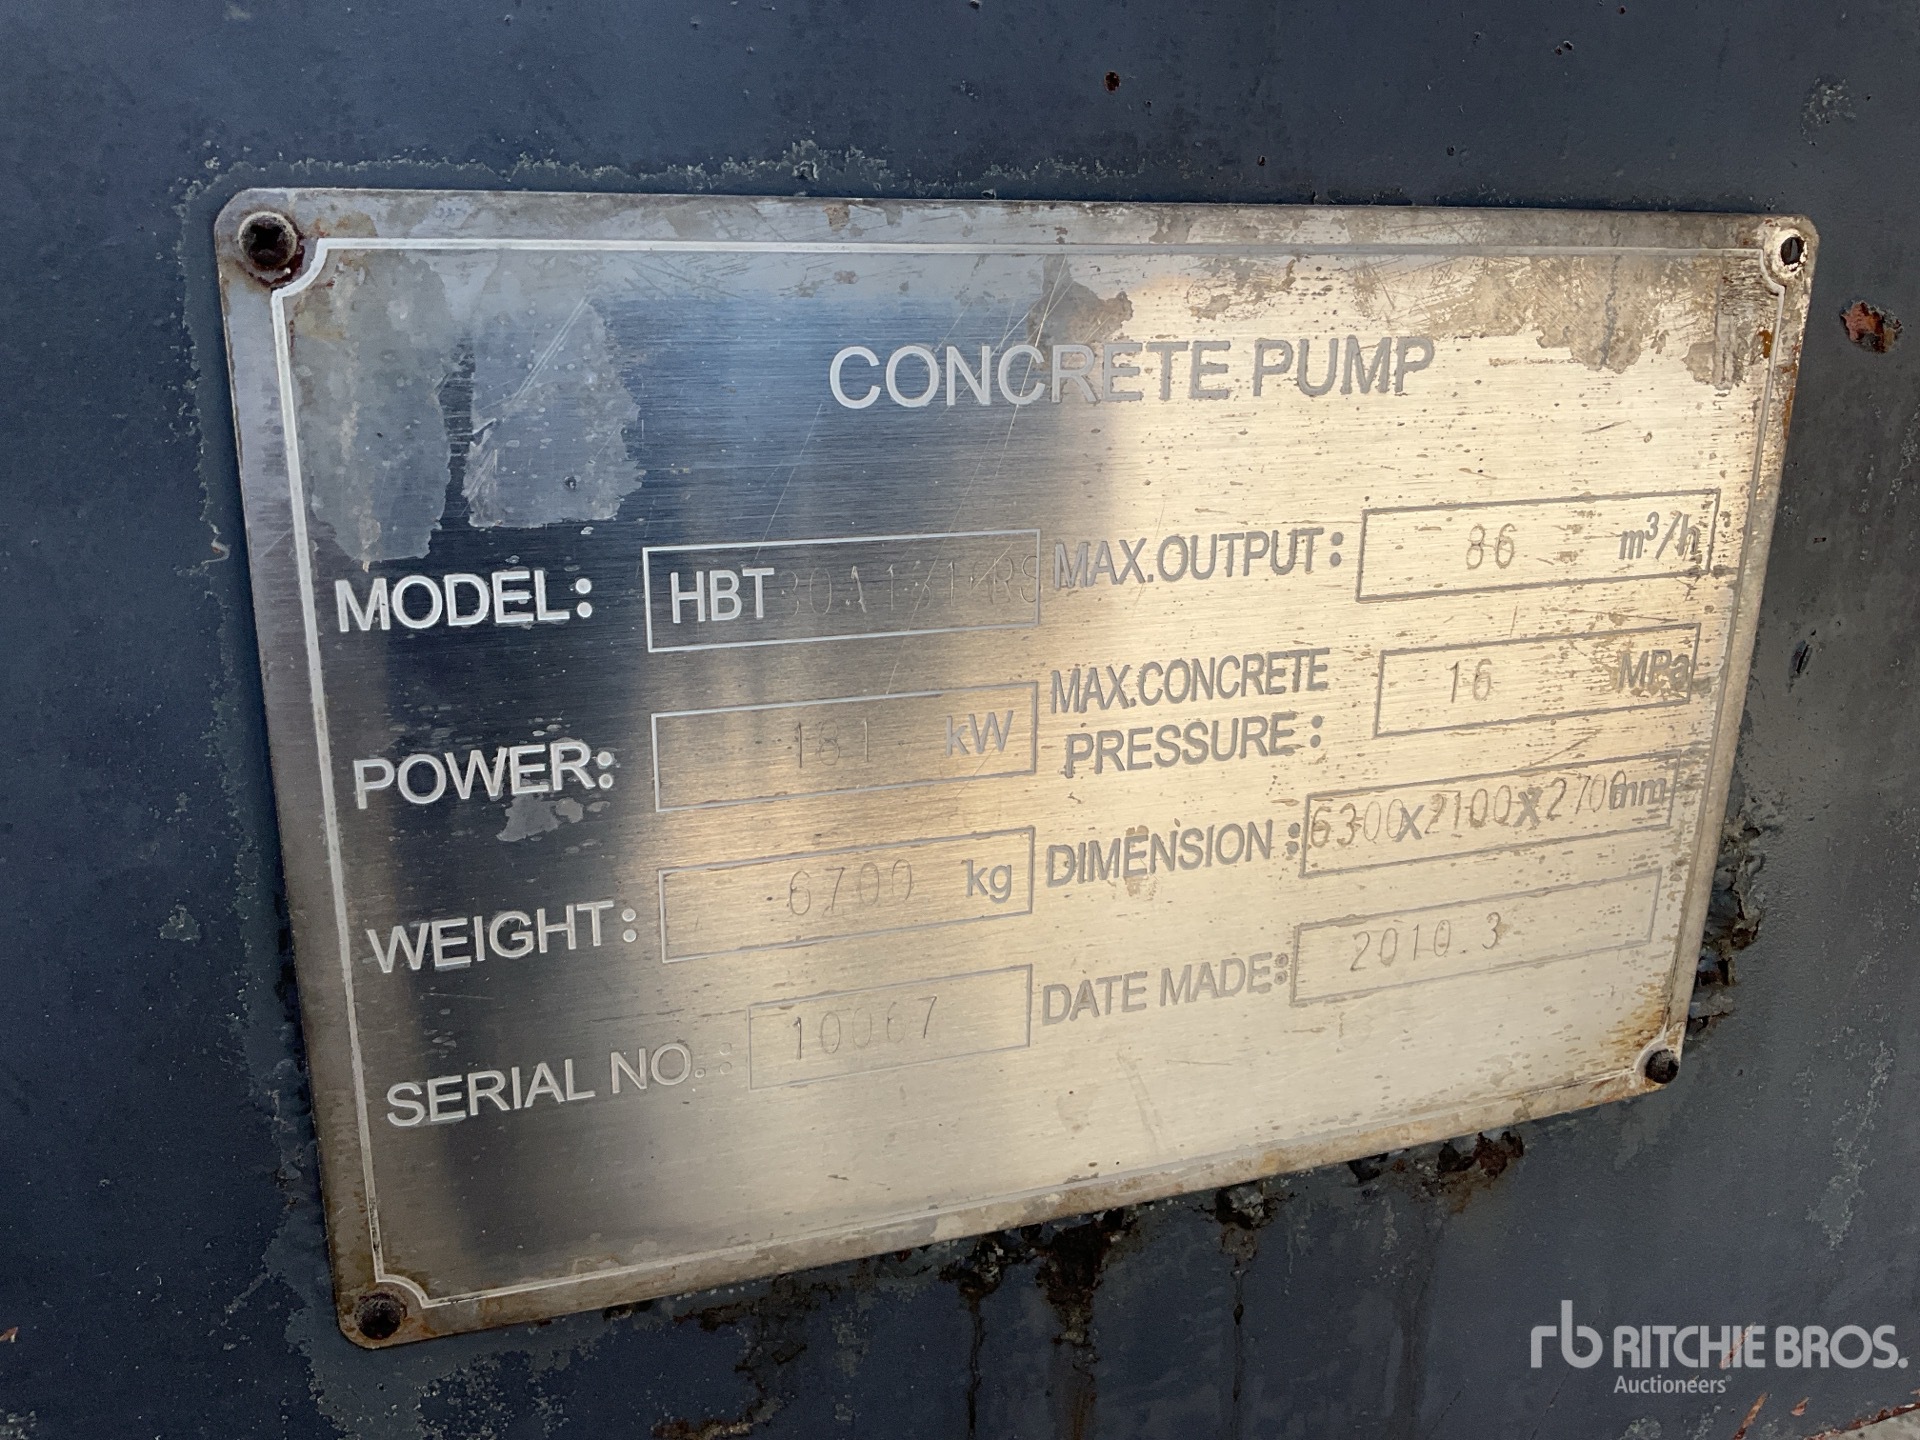 CONCRETE PUMP
MODEL: HBT
MAX.OUTPUT: 86 m³/h
POWER: 181 kW
MAX.CONCRETE PRESSURE: 16 MPa
WEIGHT: 6700 kg
DIMENSION: 6300x2100x2700mm
SERIAL NO.: 10067
DATE MADE: 2010.3
rb RITCHIE BROS.
Auctioneers